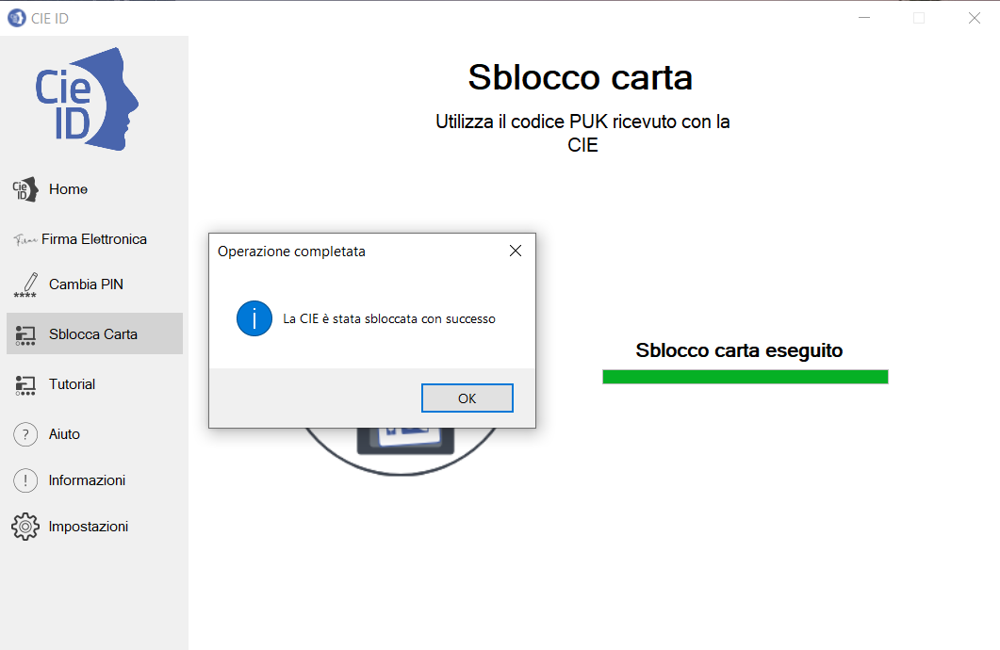 CIE ID
Cie
ID
Sblocco carta
Utilizza il codice PUK ricevuto con la
CIE
Cie
ID
Home
Firma
Firma Elettronica
Cambia PIN
****
Sblocca Carta
Tutorial
?
Aiuto
!
Informazioni
Impostazioni
Operazione completata
i
La CIE è stata sbloccata con successo
OK
Sblocco carta eseguito